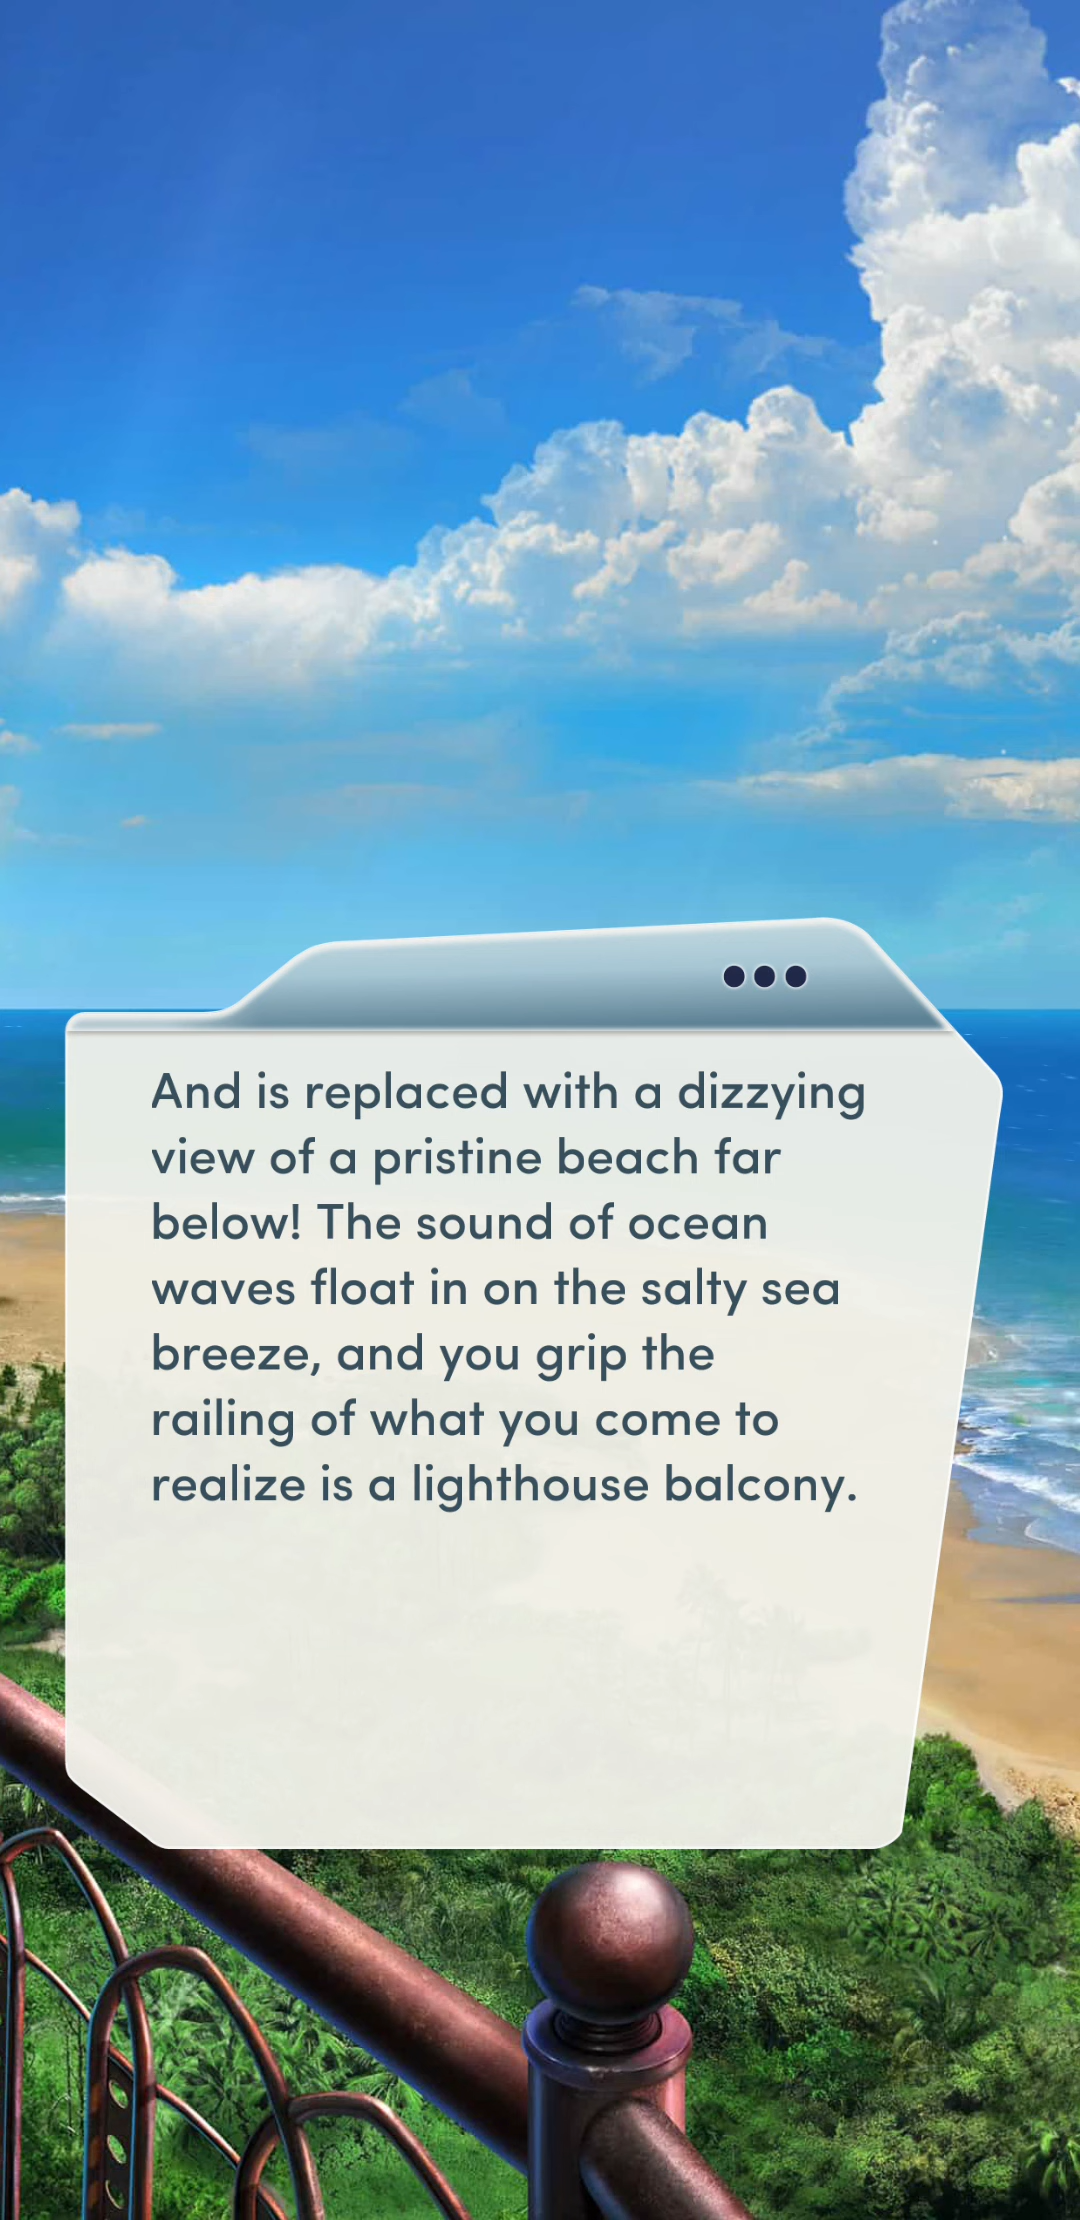 And is replaced with a dizzying
view of a pristine beach far
below! The sound of ocean
waves float in on the salty sea
breeze, and you grip the
railing of what you come to
realize is a lighthouse balcony.